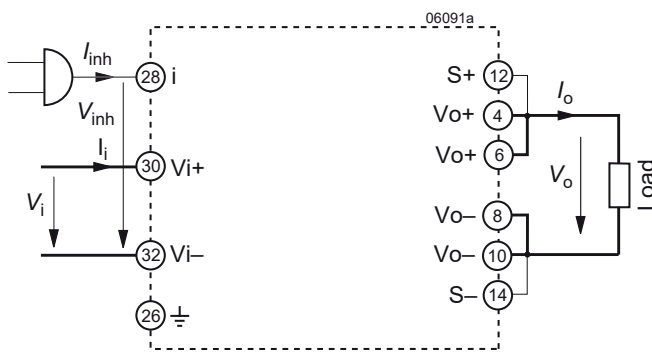 06091a
Iinh
28 i
Vinh
Ii
30 Vi+
Vi
32 Vi–
26
S+ 12
Vo+ 4
Io
Vo+ 6
Vo
Load
Vo– 8
Vo– 10
S– 14